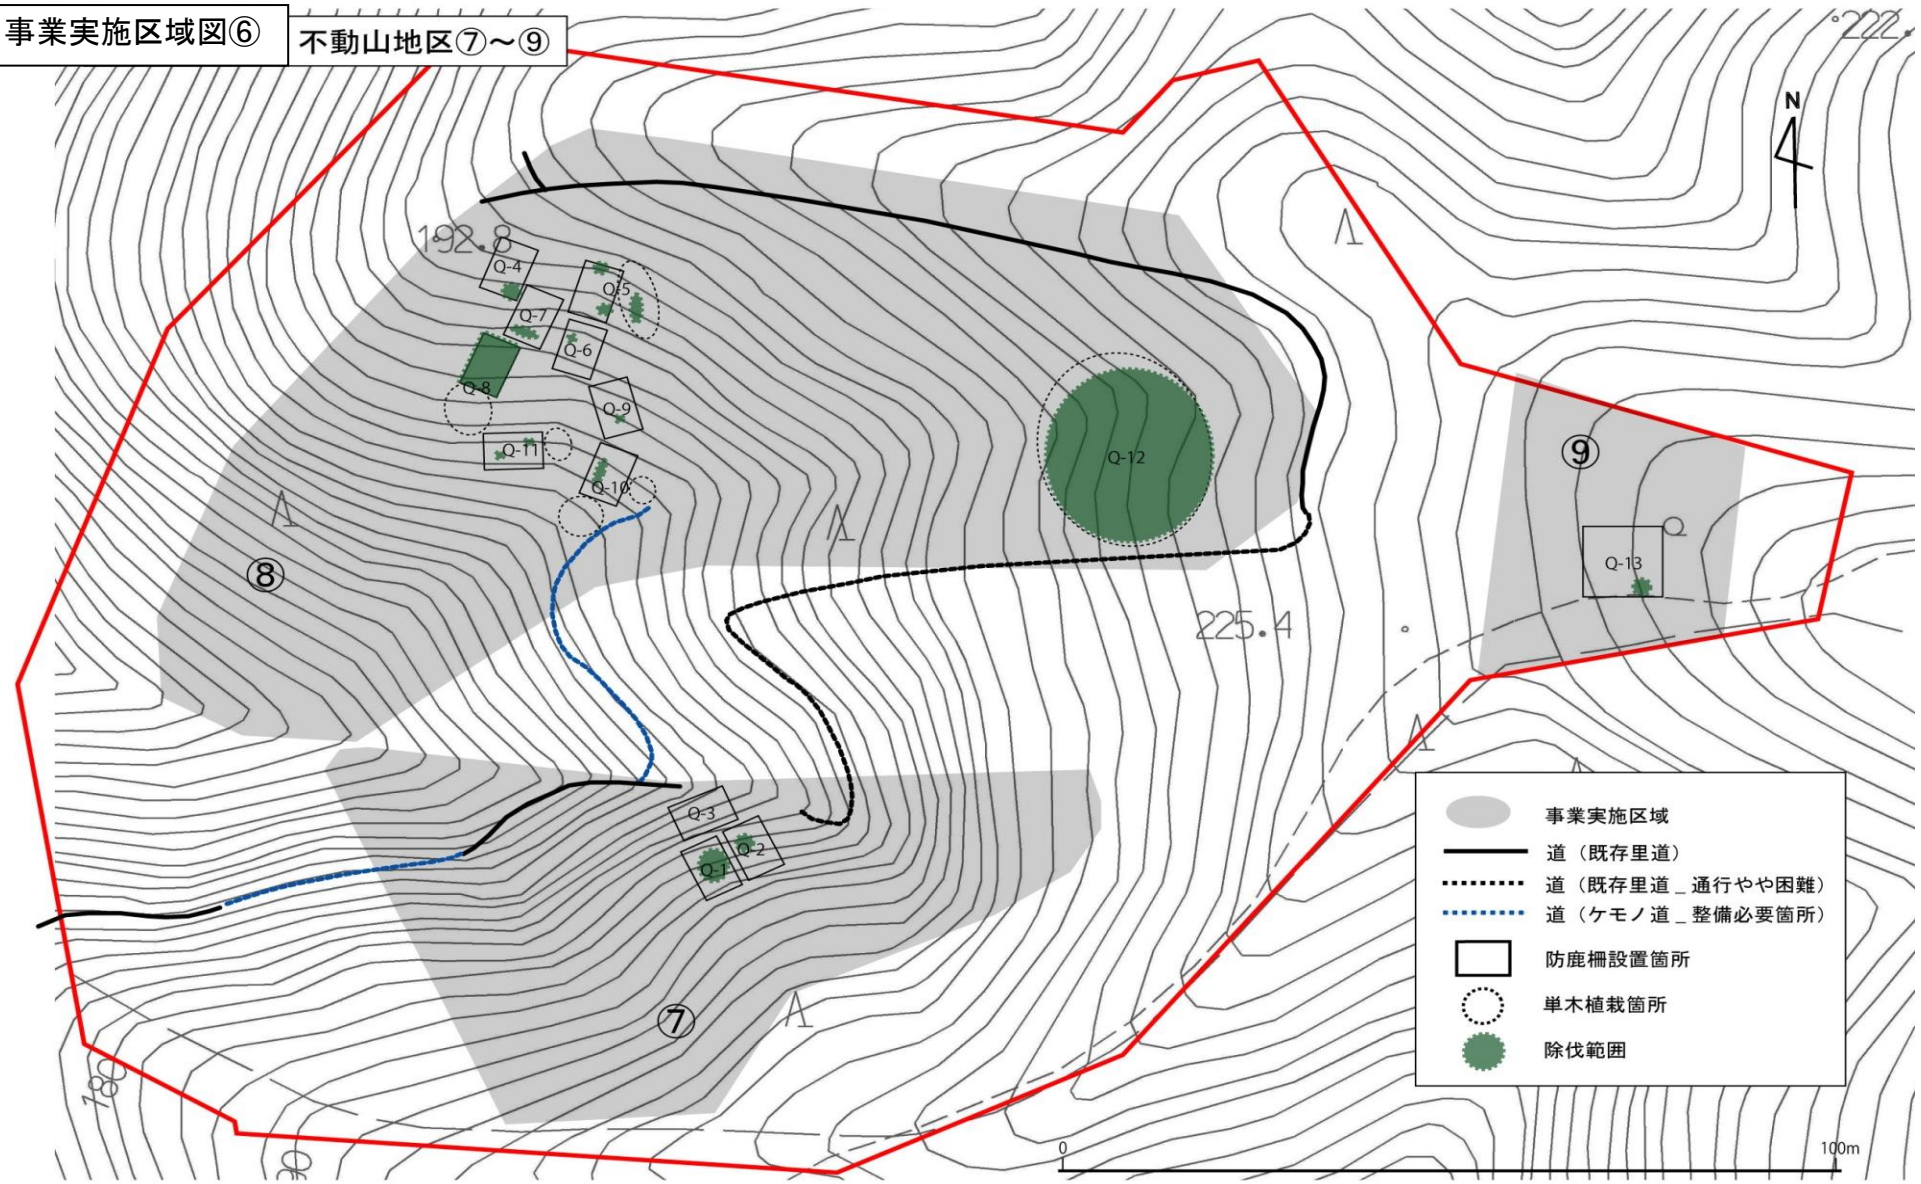 事業実施区域図⑥
不動山地区⑦～⑨
222.
N
192.8
Q-4
Q-5
Q-7
Q-6
Q-8
Q-9
Q-11
Q-10
Q-12
⑨
Q-13
⑧
225.4
Q-3
Q-2
Q-1
⑦
180
事業実施区域
道（既存里道）
道（既存里道_通行やや困難）
道（ケモノ道_整備必要箇所）
防鹿柵設置箇所
単木植栽箇所
除伐範囲
0
100m